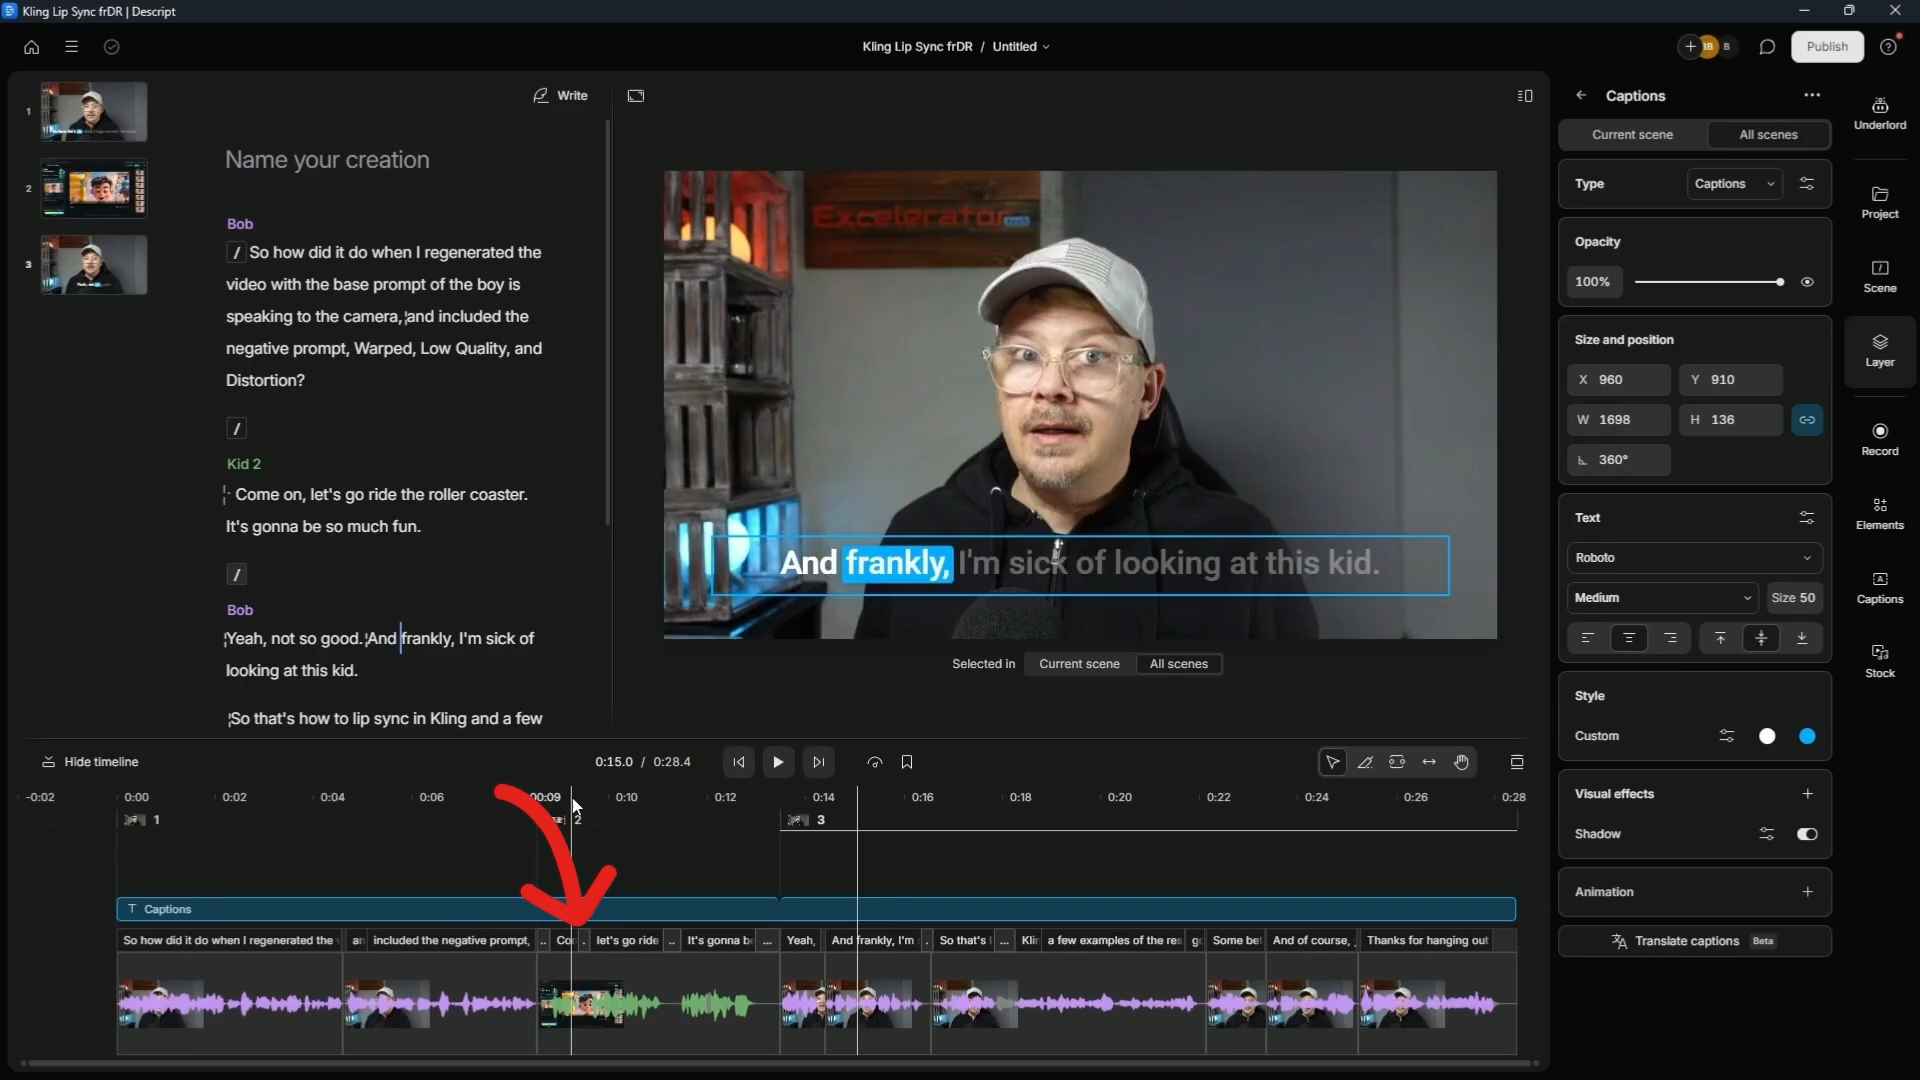 Kling Lip Sync frDR | Descript
Kling Lip Sync frDR / Untitled
BB
B
Publish
1
2
3
Write
Name your creation
Bob
/ So how did it do when I regenerated the
video with the base prompt of the boy is
speaking to the camera, and included the
negative prompt, Warped, Low Quality, and
Distortion?
/
Kid 2
Come on, let's go ride the roller coaster.
It's gonna be so much fun.
/
Bob
Yeah, not so good. And frankly, I'm sick of
looking at this kid.
So that's how to lip sync in Kling and a few
Excelerator
And frankly, I'm sick of looking at this kid.
Selected in Current scene All scenes
Captions
Current scene All scenes
Type Captions
Opacity
100%
Size and position
X 960 Y 910
W 1698 H 136
360°
Text
Roboto
Medium Size 50
Style
Custom
Visual effects
Shadow
Animation
Translate captions Beta
Underlord
Project
Scene
Layer
Record
Elements
Captions
Stock
Hide timeline
0:15.0 / 0:28.4
-0:02 0:00 0:02 0:04 0:06 00:09 0:10 0:12 0:14 0:16 0:18 0:20 0:22 0:24 0:26 0:28
1 2 3
Captions
So how did it do when I regenerated the included the negative prompt, .. let's go ride .. It's gonna be ... Yeah, And frankly, I'm . So that's ... a few examples of the res Some be And of course, Thanks for hanging out